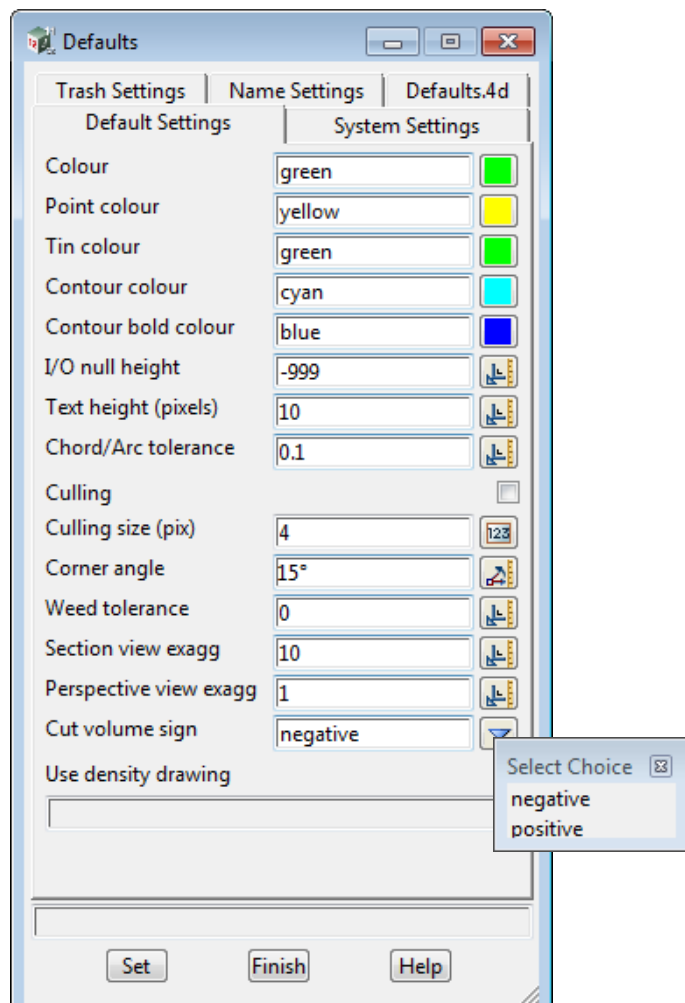 Defaults
Trash Settings Name Settings Defaults.4d
Default Settings System Settings
Colour green
Point colour yellow
Tin colour green
Contour colour cyan
Contour bold colour blue
I/O null height -999
Text height (pixels) 10
Chord/Arc tolerance 0.1
Culling
Culling size (pix) 4 123
Corner angle 15°
Weed tolerance 0
Section view exagg 10
Perspective view exagg 1
Cut volume sign negative
Select Choice
negative
positive
Use density drawing
Set Finish Help